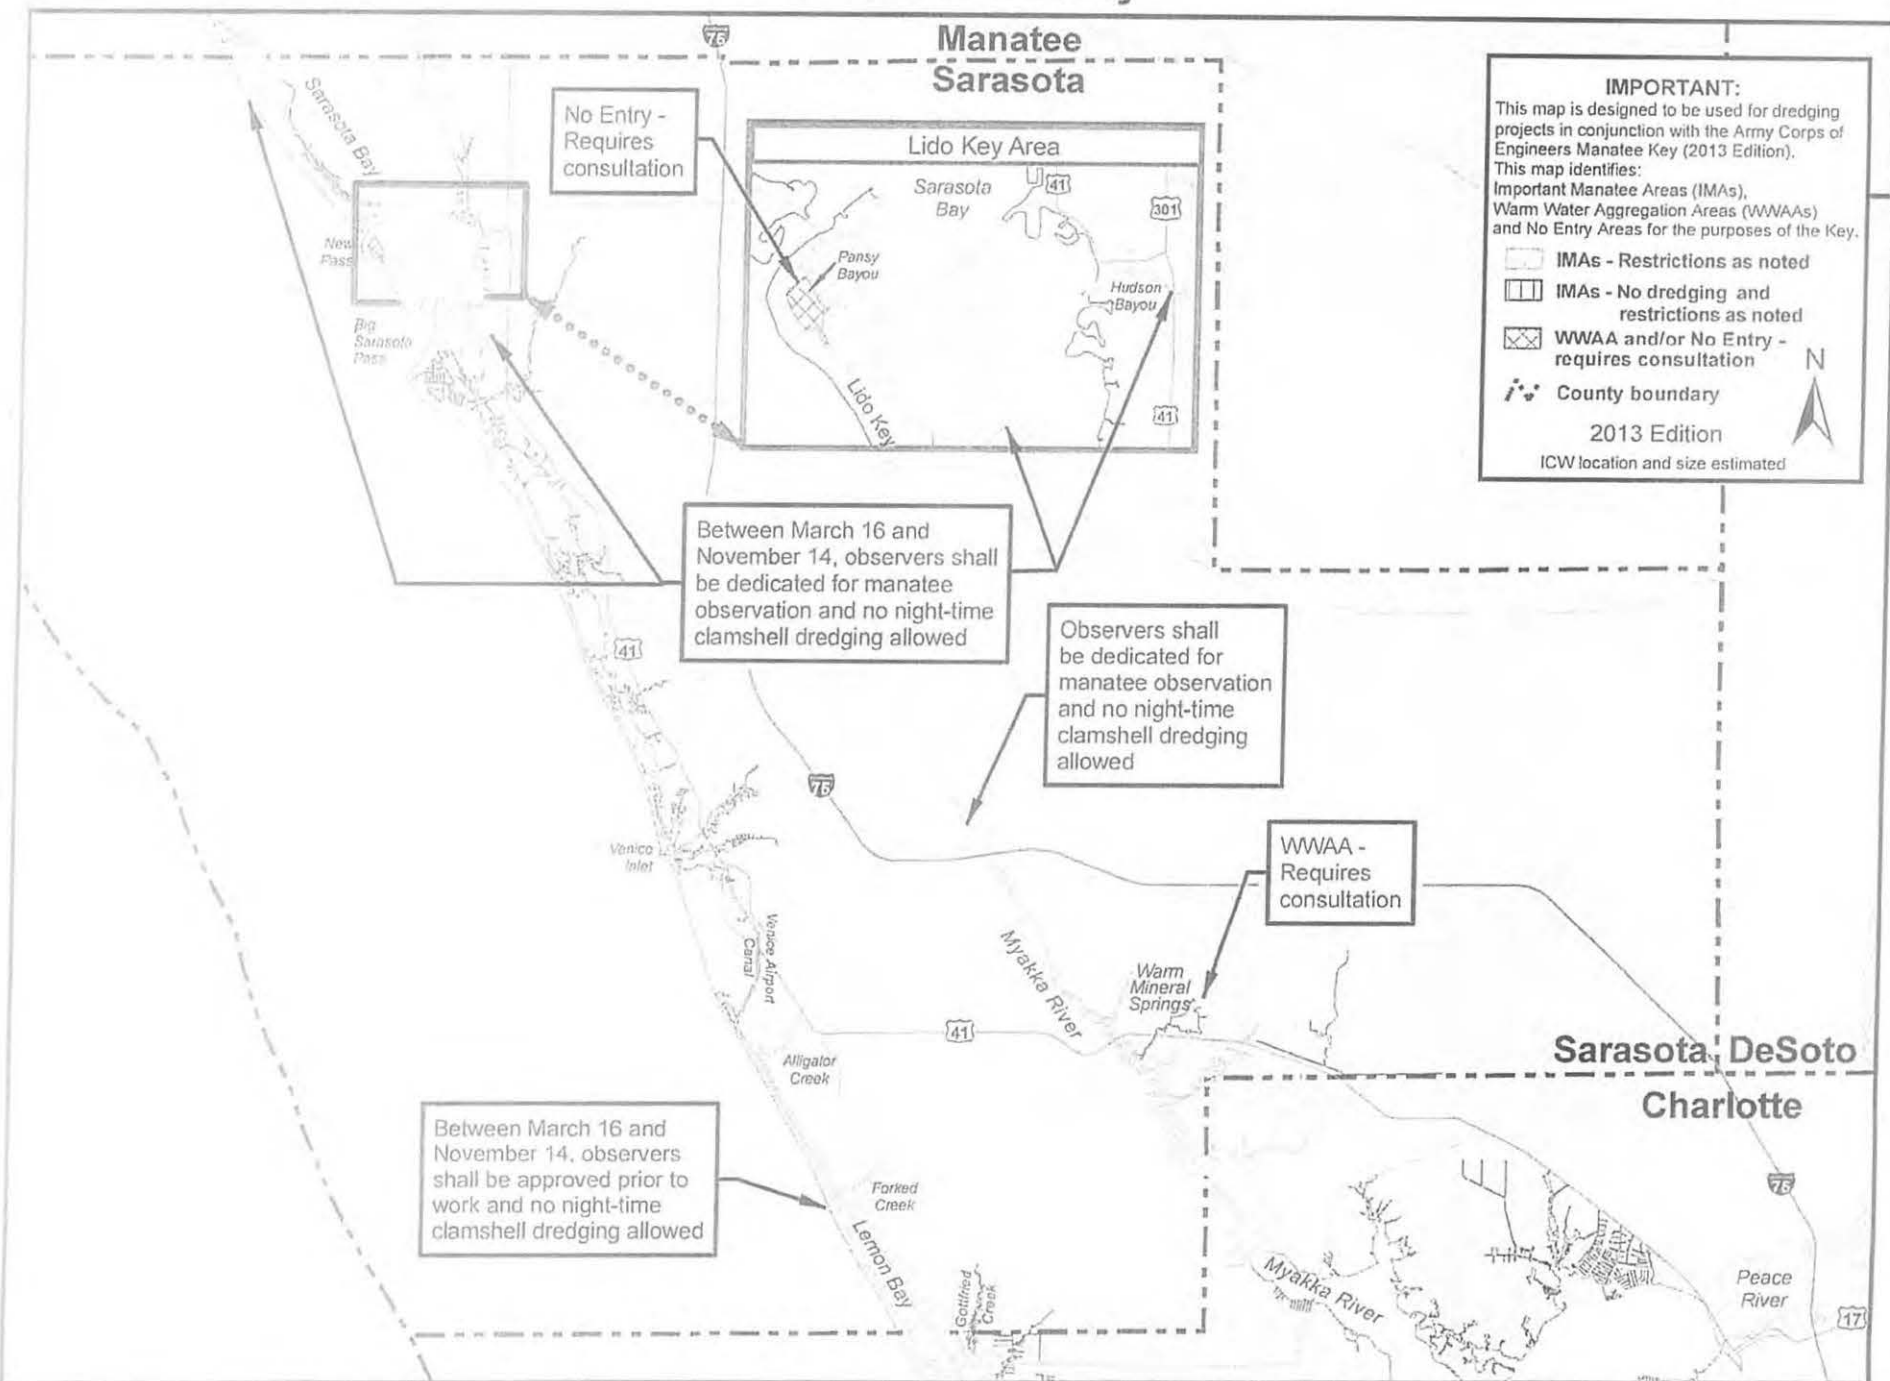 Manatee
Sarasota
75
Sarasota Bay
No Entry -
Requires
consultation
Lido Key Area
Sarasota
Bay
41
301
Pansy
Bayou
Hudson
Bayou
Lido Key
41
New
Pass
Big
Sarasota
Pass
IMPORTANT:
This map is designed to be used for dredging
projects in conjunction with the Army Corps of
Engineers Manatee Key (2013 Edition).
This map identifies:
Important Manatee Areas (IMAs),
Warm Water Aggregation Areas (WWAAs)
and No Entry Areas for the purposes of the Key.
IMAs - Restrictions as noted
IMAs - No dredging and
restrictions as noted
WWAA and/or No Entry -
requires consultation
N
County boundary
2013 Edition
ICW location and size estimated
Between March 16 and
November 14, observers shall
be dedicated for manatee
observation and no night-time
clamshell dredging allowed
41
Observers shall
be dedicated for
manatee observation
and no night-time
clamshell dredging
allowed
75
Venice
Inlet
WWAA -
Requires
consultation
Venice Airport
Canal
Myakka River
Warm
Mineral
Springs
41
Alligator
Creek
Sarasota DeSoto
Charlotte
Between March 16 and
November 14, observers
shall be approved prior to
work and no night-time
clamshell dredging allowed
Forked
Creek
Lemon Bay
Gottfried
Creek
75
Myakka River
Peace
River
17